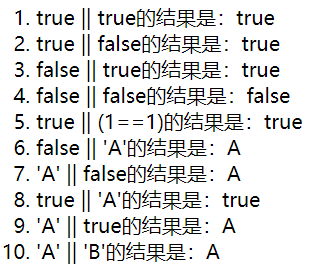 1. true || true的结果是：true
2. true || false的结果是：true
3. false || true的结果是：true
4. false || false的结果是：false
5. true || (1==1)的结果是：true
6. false || 'A'的结果是：A
7. 'A' || false的结果是：A
8. true || 'A'的结果是：true
9. 'A' || true的结果是：A
10. 'A' || 'B'的结果是：A